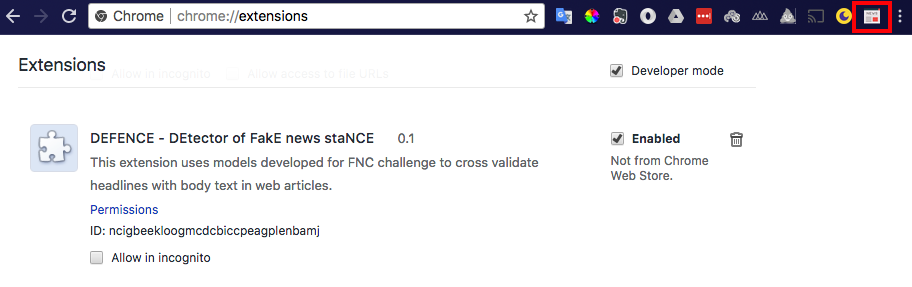 Chrome | chrome://extensions
NEWS
Extensions
Allow in incognito Allow access to file URLs
Developer mode
DEFENCE - DEtector of FakE news staNCE 0.1
Enabled
This extension uses models developed for FNC challenge to cross validate
headlines with body text in web articles.
Not from Chrome
Web Store.
Permissions
ID: ncigbeekloogmcdcbiccpeagplenbamj
Allow in incognito